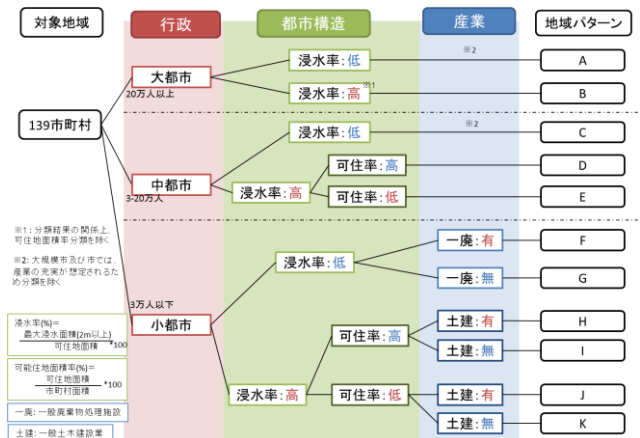 対象地域
行政
都市構造
産業
地域パターン
139市町村
大都市
20万人以上
浸水率:低
※2
A
浸水率:高
※1
B
中都市
3-20万人
浸水率:低
※2
C
浸水率:高
可住率:高
D
可住率:低
E
小都市
3万人以下
浸水率:低
一廃:有
F
一廃:無
G
浸水率:高
可住率:高
土建:有
H
土建:無
I
可住率:低
土建:有
J
土建:無
K
※1:分類結果の関係上、
可住地面積率分類を除く
※2:大規模市及び市では、
産業の充実が想定されるた
め分類を除く
浸水率(%)=
最大浸水面積(2m以上)
可住地面積
*100
可能住地面積率(%)=
可住地面積
市町村面積
*100
一廃:一般廃棄物処理施設
土建:一般土木建設業